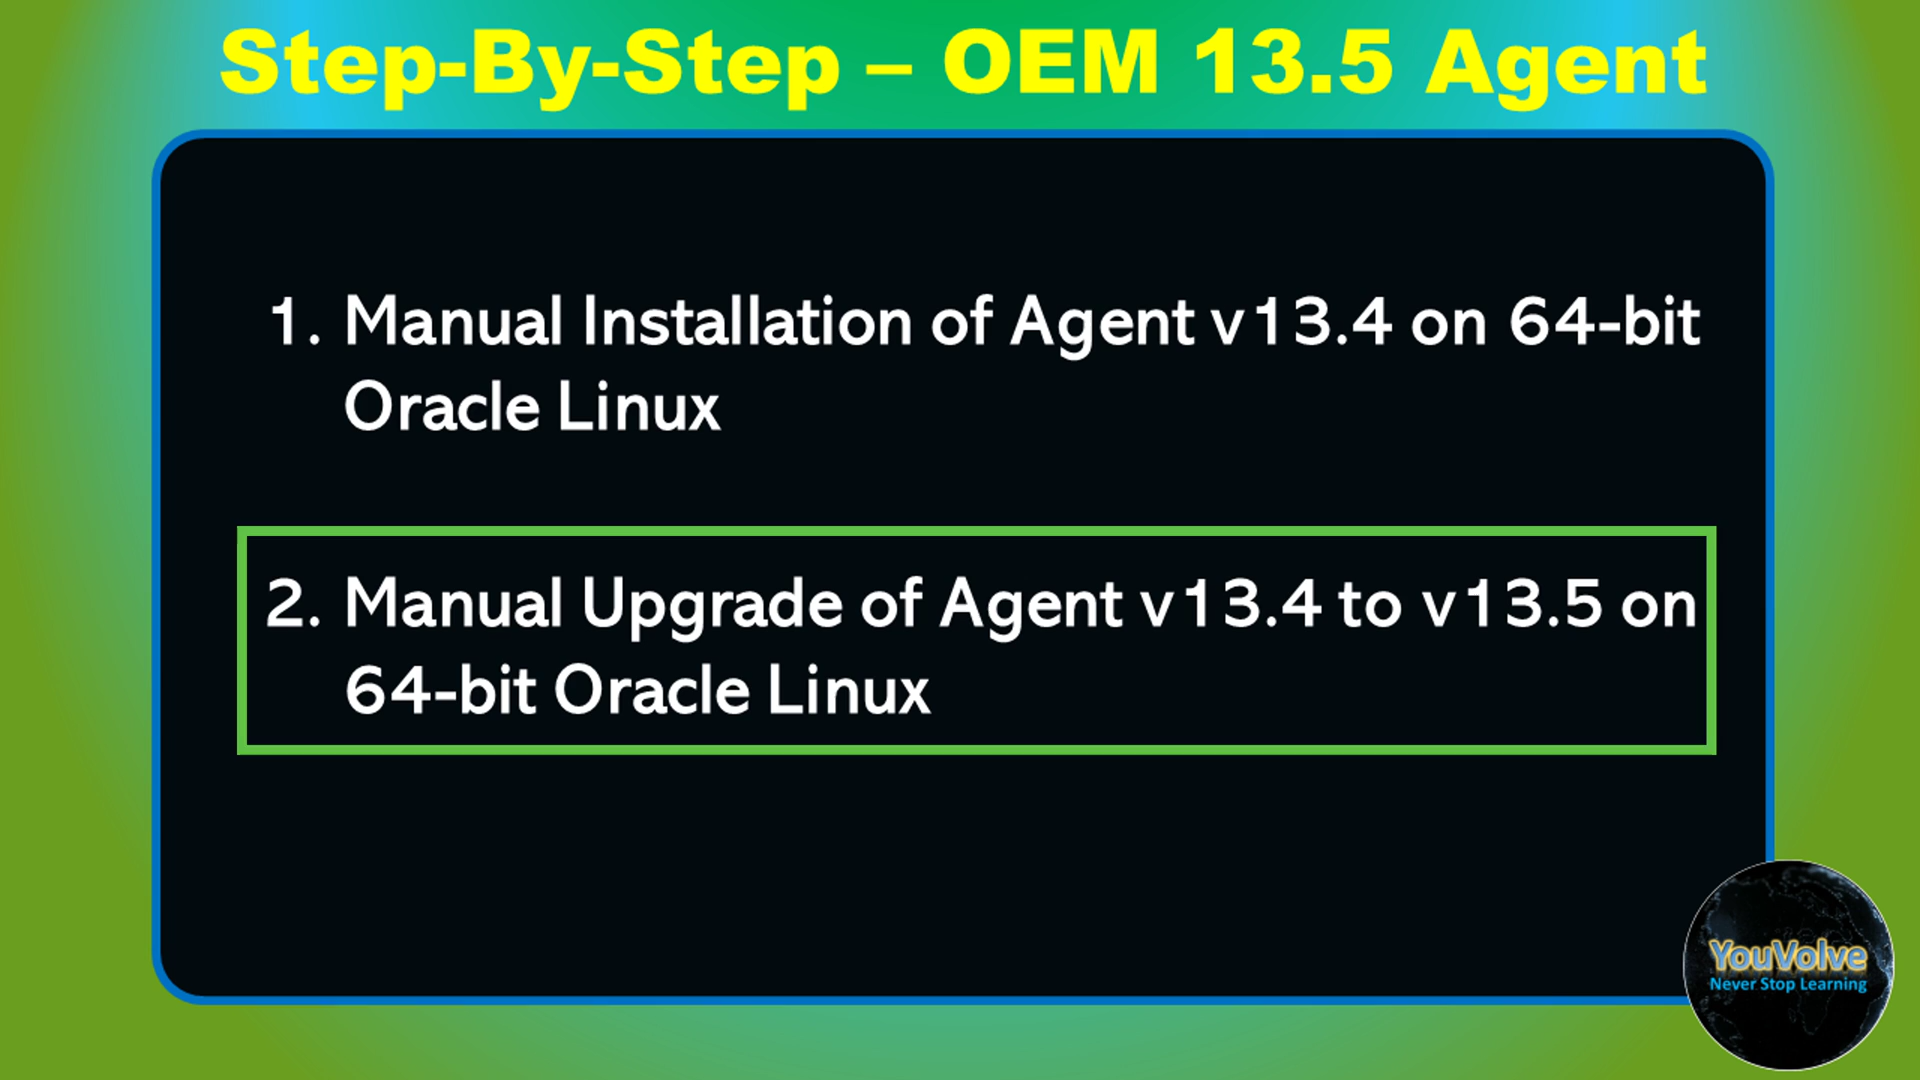 Step-By-Step – OEM 13.5 Agent
1. Manual Installation of Agent v13.4 on 64-bit
Oracle Linux
2. Manual Upgrade of Agent v13.4 to v13.5 on
64-bit Oracle Linux
YouVolve
Never Stop Learning